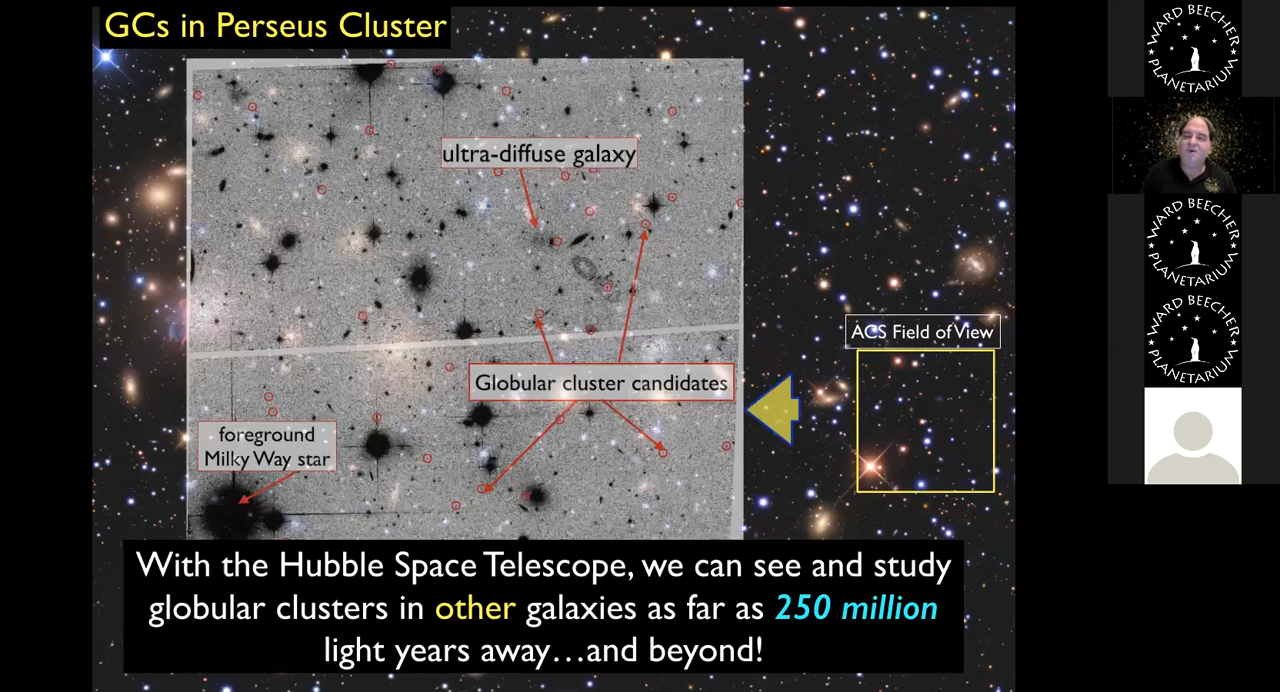 GCs in Perseus Cluster
ultra-diffuse galaxy
ACS Field of View
Globular cluster candidates
foreground
Milky Way star
With the Hubble Space Telescope, we can see and study
globular clusters in other galaxies as far as 250 million
light years away…and beyond!
WARD BEECHER
PLANETARIUM
WARD BEECHER
PLANETARIUM
WARD BEECHER
PLANETARIUM